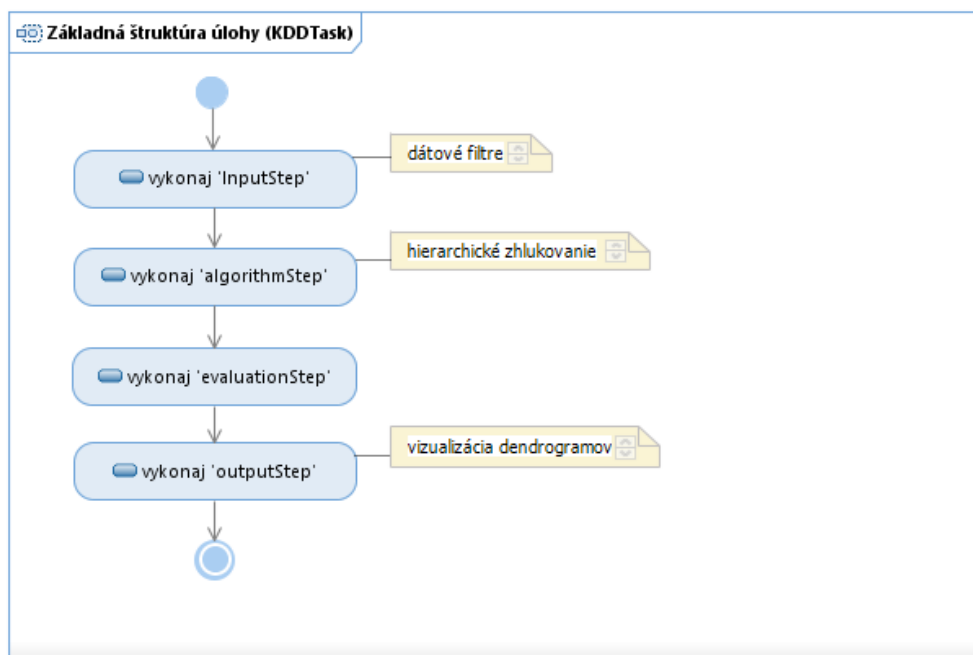 Základná štruktúra úlohy (KDDTask)
vykonaj 'InputStep'
dátové filtre
vykonaj 'algorithmStep'
hierarchické zhlukovanie
vykonaj 'evaluationStep'
vykonaj 'outputStep'
vizualizácia dendrogramov